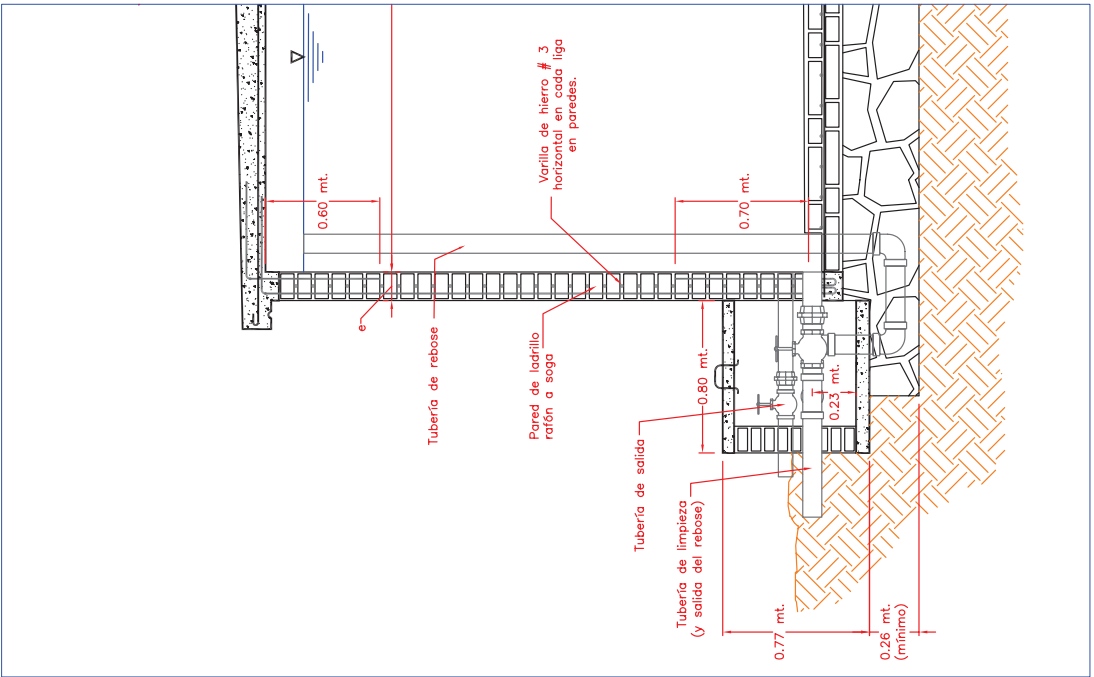 0.60 mt.
Varilla de hierro # 3
horizontal en cada liga
en paredes.
0.70 mt.
e
Tubería de rebose
Pared de ladrillo
rafón a soga
0.80 mt.
0.23 mt.
Tubería de salida
Tubería de limpieza
(y salida del rebose)
0.77 mt.
0.26 mt.
(mínimo)